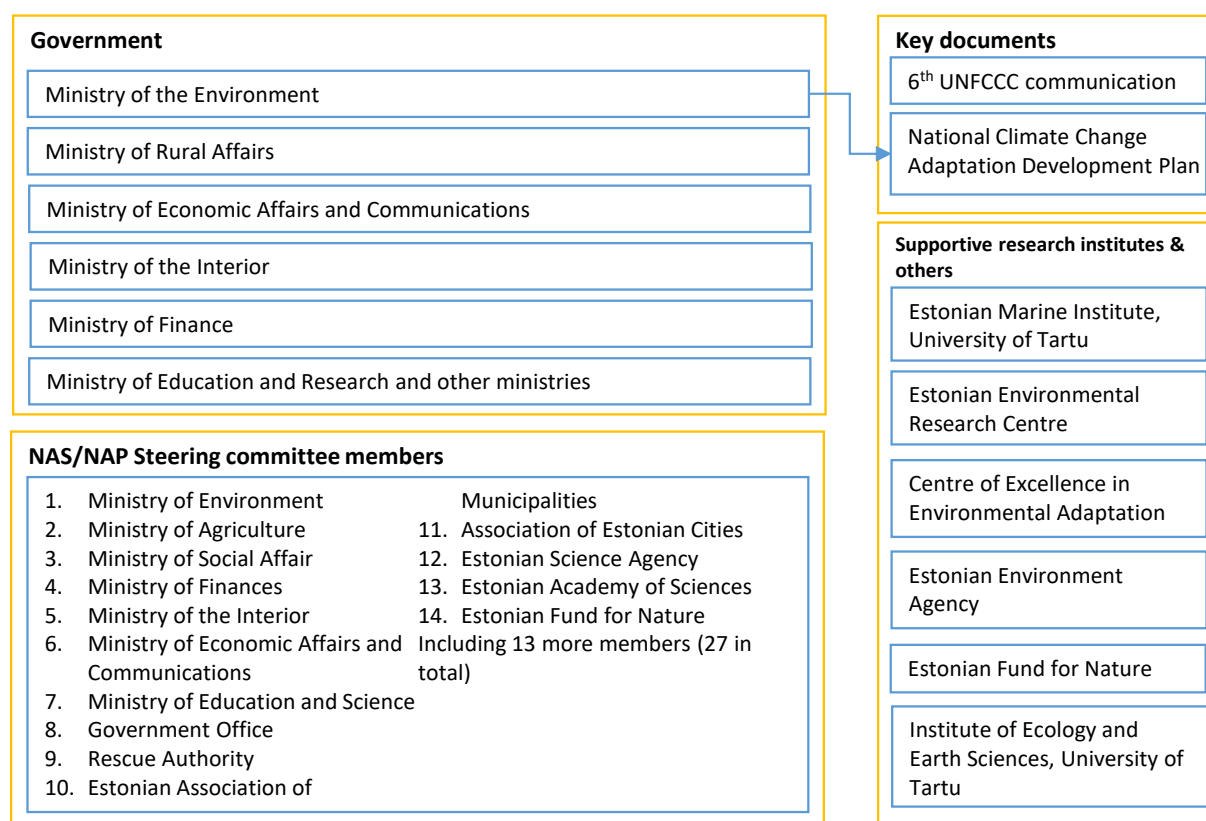 Government
Ministry of the Environment
Ministry of Rural Affairs
Ministry of Economic Affairs and Communications
Ministry of the Interior
Ministry of Finance
Ministry of Education and Research and other ministries
NAS/NAP Steering committee members
1. Ministry of Environment
2. Ministry of Agriculture
3. Ministry of Social Affair
4. Ministry of Finances
5. Ministry of the Interior
6. Ministry of Economic Affairs and
Communications
7. Ministry of Education and Science
8. Government Office
9. Rescue Authority
10. Estonian Association of
Municipalities
11. Association of Estonian Cities
12. Estonian Science Agency
13. Estonian Academy of Sciences
14. Estonian Fund for Nature
Including 13 more members (27 in
total)
Key documents
6th UNFCCC communication
National Climate Change
Adaptation Development Plan
Supportive research institutes &
others
Estonian Marine Institute,
University of Tartu
Estonian Environmental
Research Centre
Centre of Excellence in
Environmental Adaptation
Estonian Environment
Agency
Estonian Fund for Nature
Institute of Ecology and
Earth Sciences, University of
Tartu